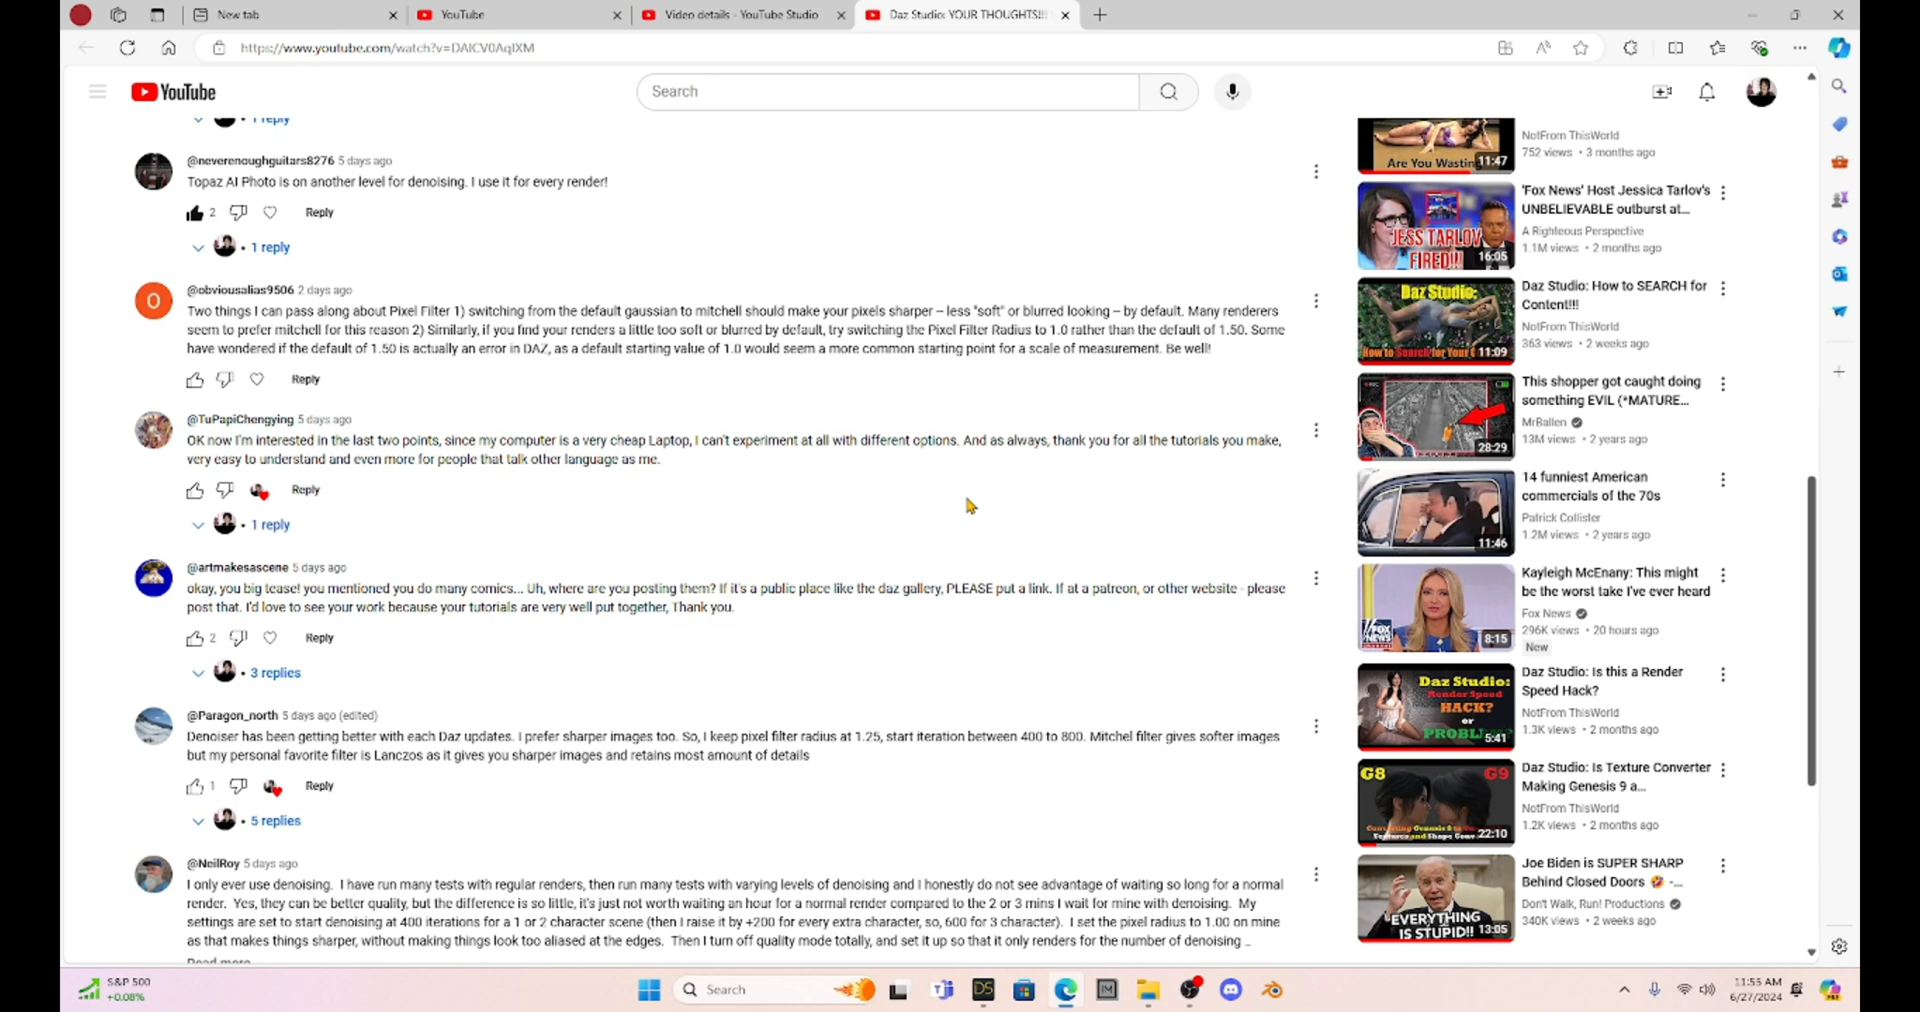 New tab
YouTube
Video details - YouTube Studio
Daz Studio: YOUR THOUGHTS!!!
https://www.youtube.com/watch?v=DAlCV0AqlXM
YouTube
Search
1 reply
@neverenoughguitars8276 5 days ago
Topaz AI Photo is on another level for denoising. I use it for every render!
2 Reply
• 1 reply
@obviousalias9506 2 days ago
Two things I can pass along about Pixel Filter 1) switching from the default gaussian to mitchell should make your pixels sharper -- less "soft" or blurred looking -- by default. Many renderers
seem to prefer mitchell for this reason 2) Similarly, if you find your renders a little too soft or blurred by default, try switching the Pixel Filter Radius to 1.0 rather than the default of 1.50. Some
have wondered if the default of 1.50 is actually an error in DAZ, as a default starting value of 1.0 would seem a more common starting point for a scale of measurement. Be well!
Reply
@TuPapiChengying 5 days ago
OK now I'm interested in the last two points, since my computer is a very cheap Laptop, I can't experiment at all with different options. And as always, thank you for all the tutorials you make,
very easy to understand and even more for people that talk other language as me.
Reply
• 1 reply
@artmakesascene 5 days ago
okay, you big tease! you mentioned you do many comics... Uh, where are you posting them? If it's a public place like the daz gallery, PLEASE put a link. If at a patreon, or other website - please
post that. I'd love to see your work because your tutorials are very well put together, Thank you.
2 Reply
• 3 replies
@Paragon_north 5 days ago (edited)
Denoiser has been getting better with each Daz updates. I prefer sharper images too. So, I keep pixel filter radius at 1.25, start iteration between 400 to 800. Mitchel filter gives softer images
but my personal favorite filter is Lanczos as it gives you sharper images and retains most amount of details
1 Reply
• 5 replies
@NeilRoy 5 days ago
I only ever use denoising. I have run many tests with regular renders, then run many tests with varying levels of denoising and I honestly do not see advantage of waiting so long for a normal
render. Yes, they can be better quality, but the difference is so little, it's just not worth waiting an hour for a normal render compared to the 2 or 3 mins I wait for mine with denoising. My
settings are set to start denoising at 400 iterations for a 1 or 2 character scene (then I raise it by +200 for every extra character, so, 600 for 3 character). I set the pixel radius to 1.00 on mine
as that makes things sharper, without making things look too aliased at the edges. Then I turn off quality mode totally, and set it up so that it only renders for the number of denoising ...
Read more
Are You Wasting
11:47
NotFrom ThisWorld
752 views • 3 months ago
JESS TARLOV
FIRED!!!
16:05
'Fox News' Host Jessica Tarlov's
UNBELIEVABLE outburst at...
A Righteous Perspective
1.1M views • 2 months ago
Daz Studio:
How to Search for Your
11:09
Daz Studio: How to SEARCH for
Content!!!
NotFrom ThisWorld
363 views • 2 weeks ago
28:29
This shopper got caught doing
something EVIL (*MATURE...
MrBallen
13M views • 2 years ago
11:46
14 funniest American
commercials of the 70s
Patrick Collister
1.2M views • 2 years ago
FOX
NEWS
8:15
Kayleigh McEnany: This might
be the worst take I've ever heard
Fox News
296K views • 20 hours ago
New
Daz Studio:
Render Speed
HACK?
or
5:41
Daz Studio: Is this a Render
Speed Hack?
NotFrom ThisWorld
1.3K views • 2 months ago
G8 G9
Converting Genesis 8 to
Textures and Shape
22:10
Daz Studio: Is Texture Converter
Making Genesis 9 a...
NotFrom ThisWorld
1.2K views • 2 months ago
EVERYTHING
IS STUPID!!
13:05
Joe Biden is SUPER SHARP
Behind Closed Doors 🤣 -...
Don't Walk, Run! Productions
340K views • 2 weeks ago
S&P 500
+0.08%
Search
DS
IM
11:55 AM
6/27/2024